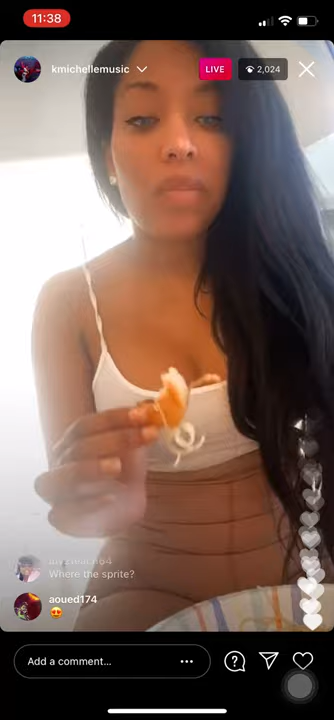 11:38
kmichellemusic
LIVE
2,024
Where the sprite?
aoued174
😍
Add a comment...